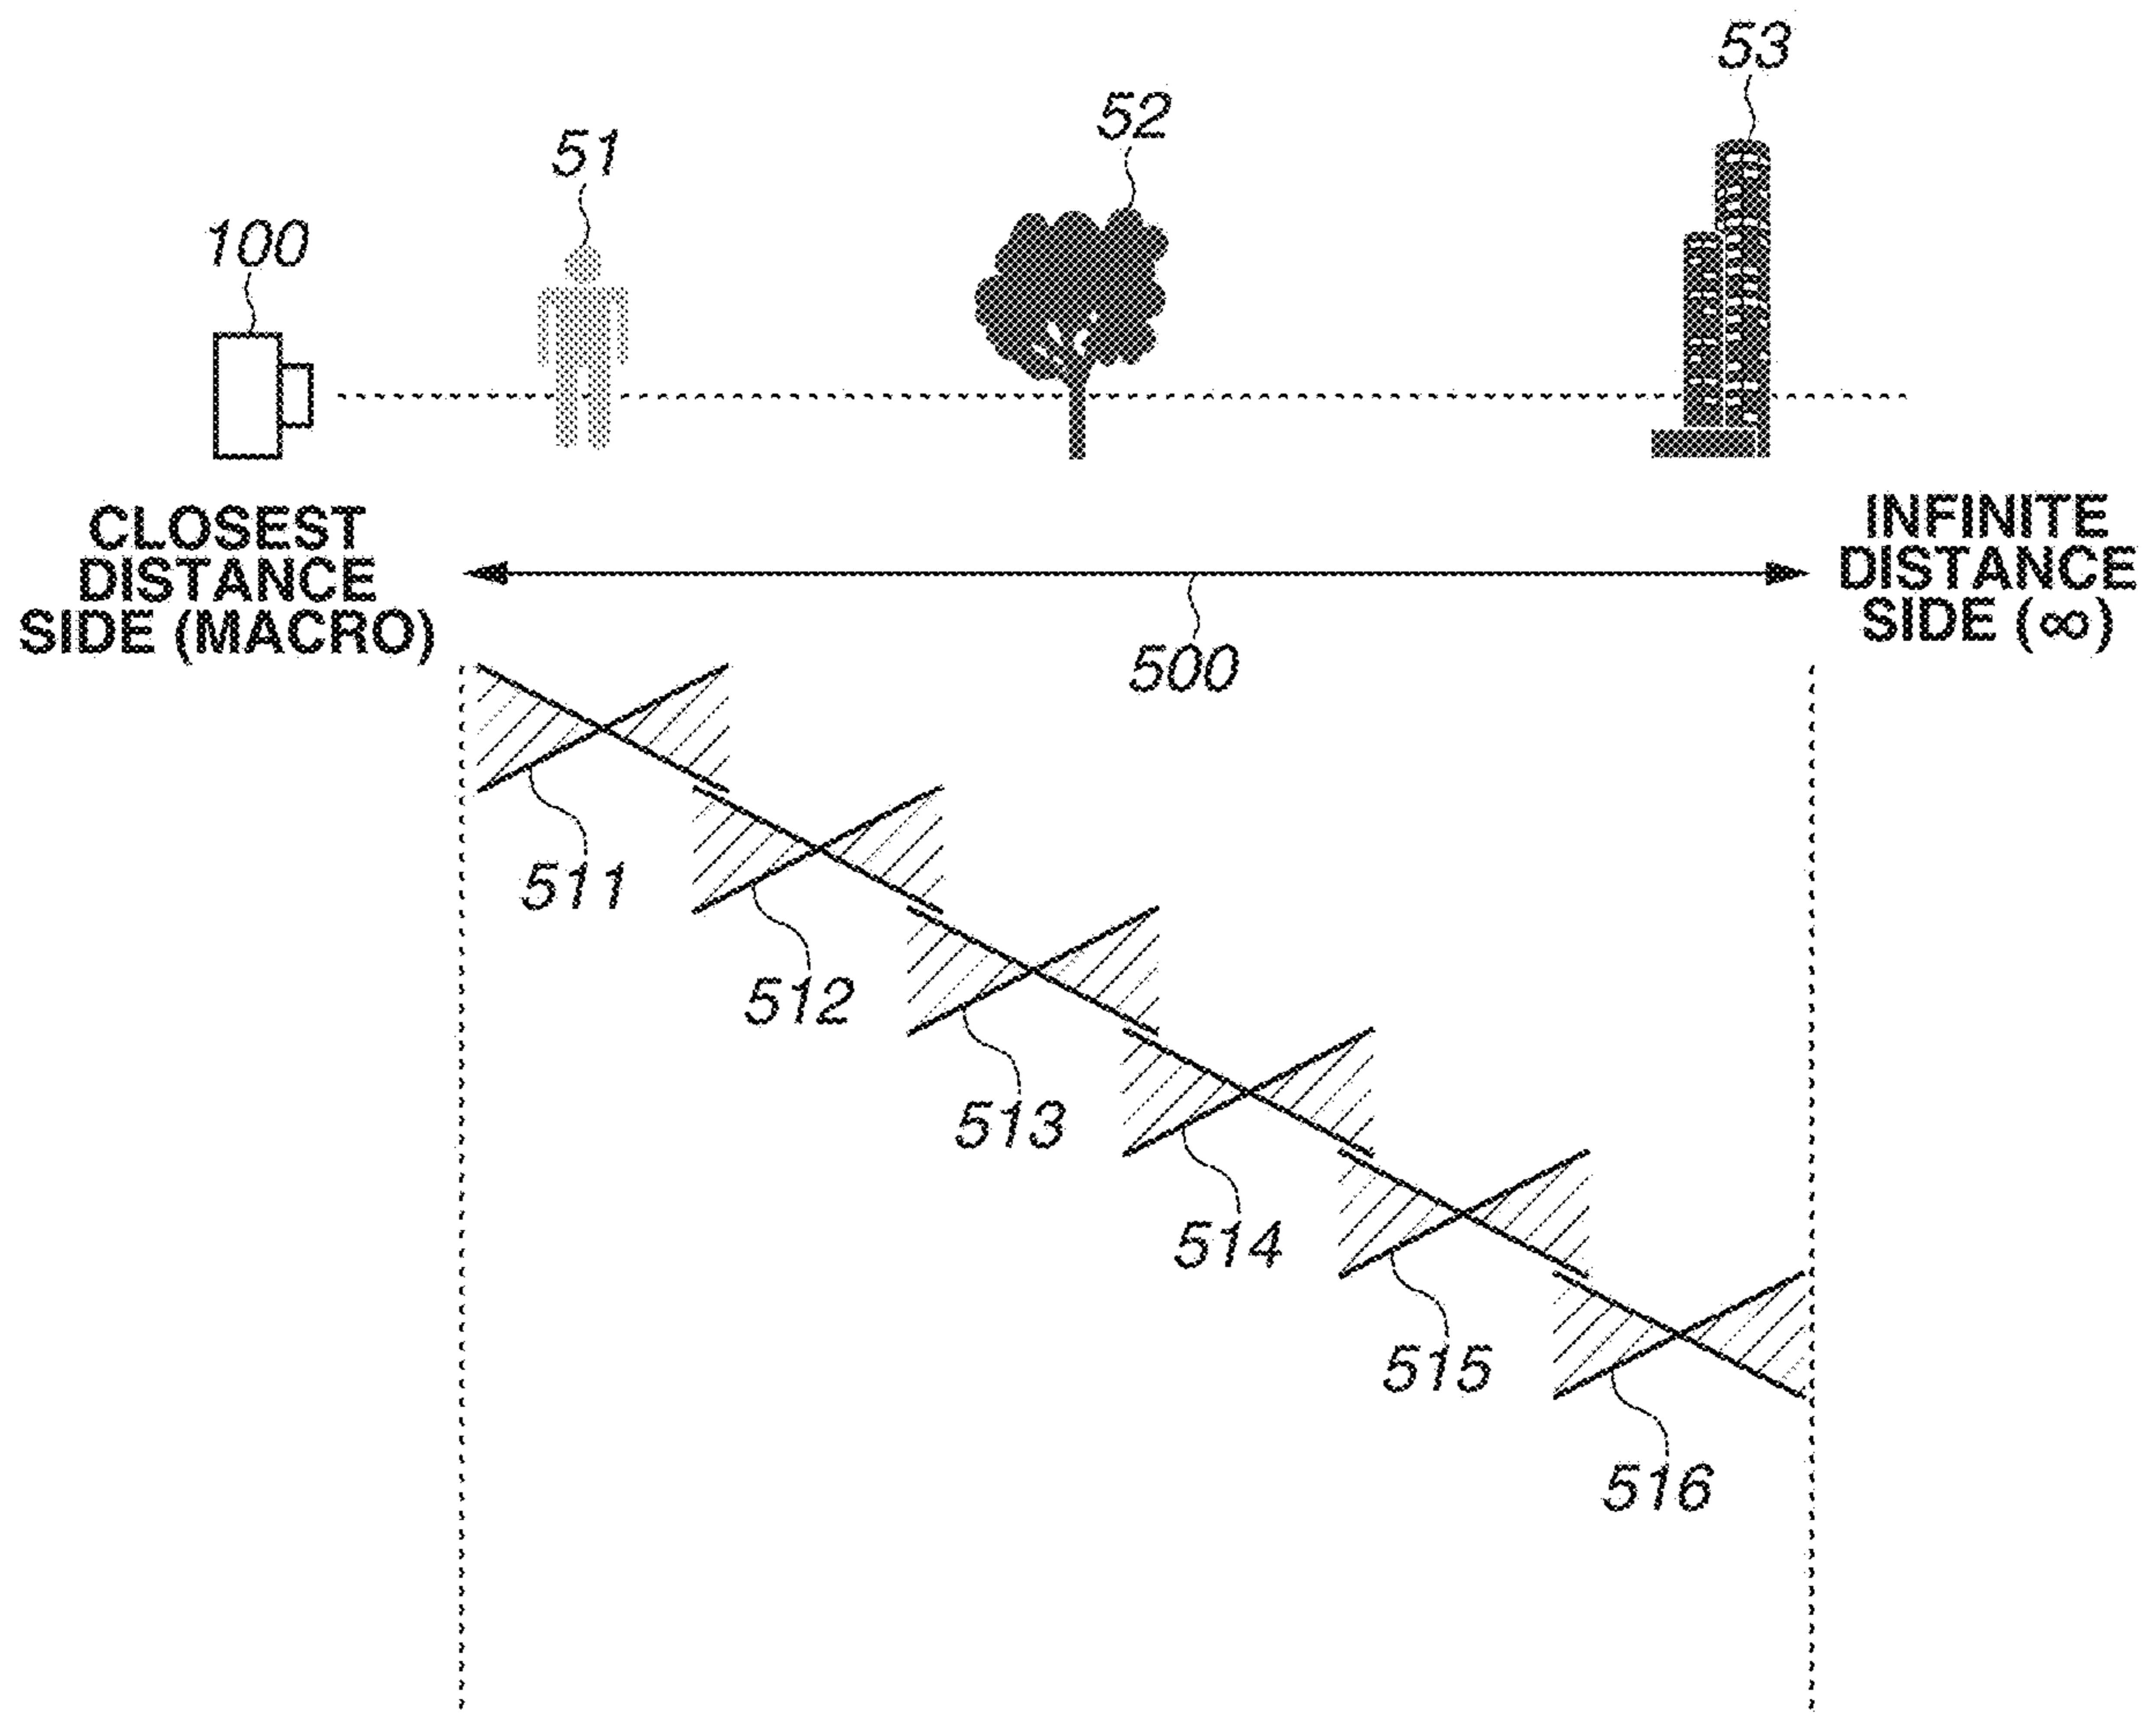 53
52
51
100
CLOSEST
DISTANCE
SIDE (MACRO)
INFINITE
DISTANCE
SIDE (∞)
500
511
512
513
514
515
516